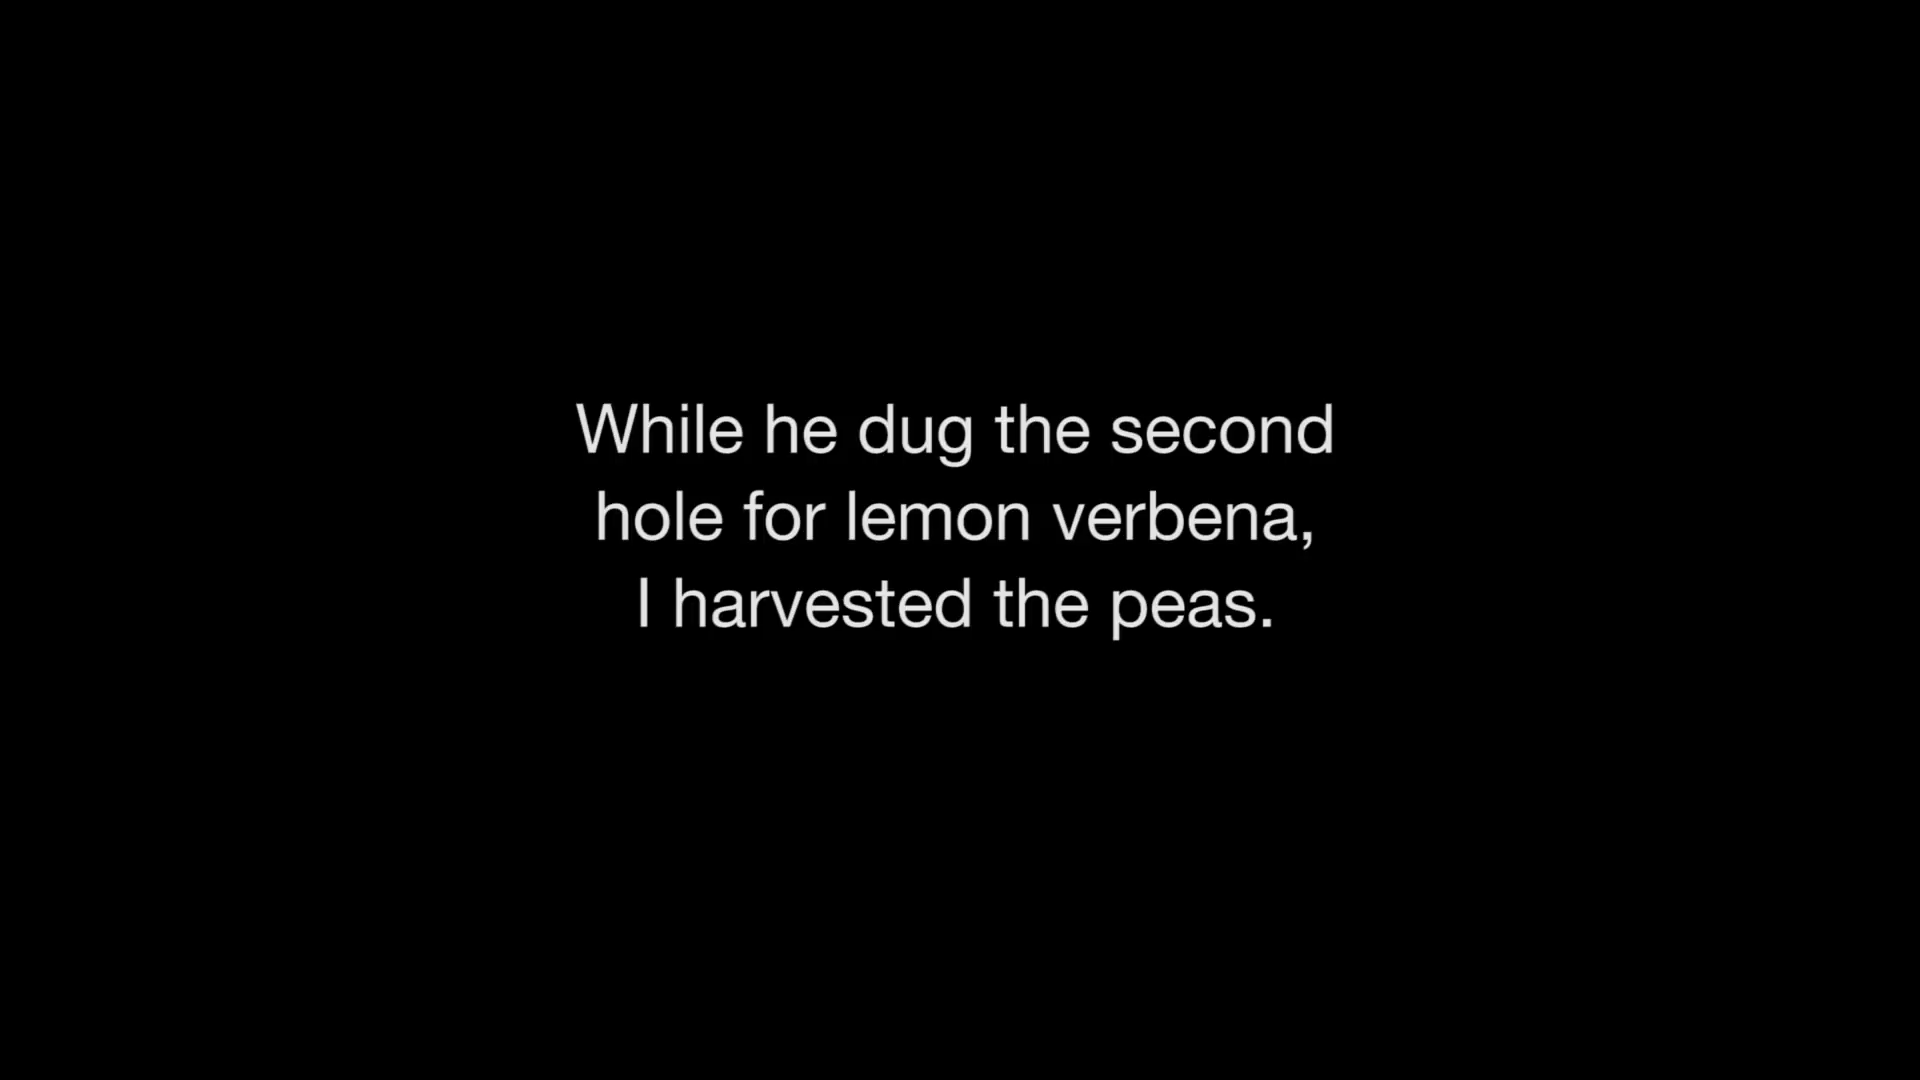 While he dug the second
hole for lemon verbena,
I harvested the peas.